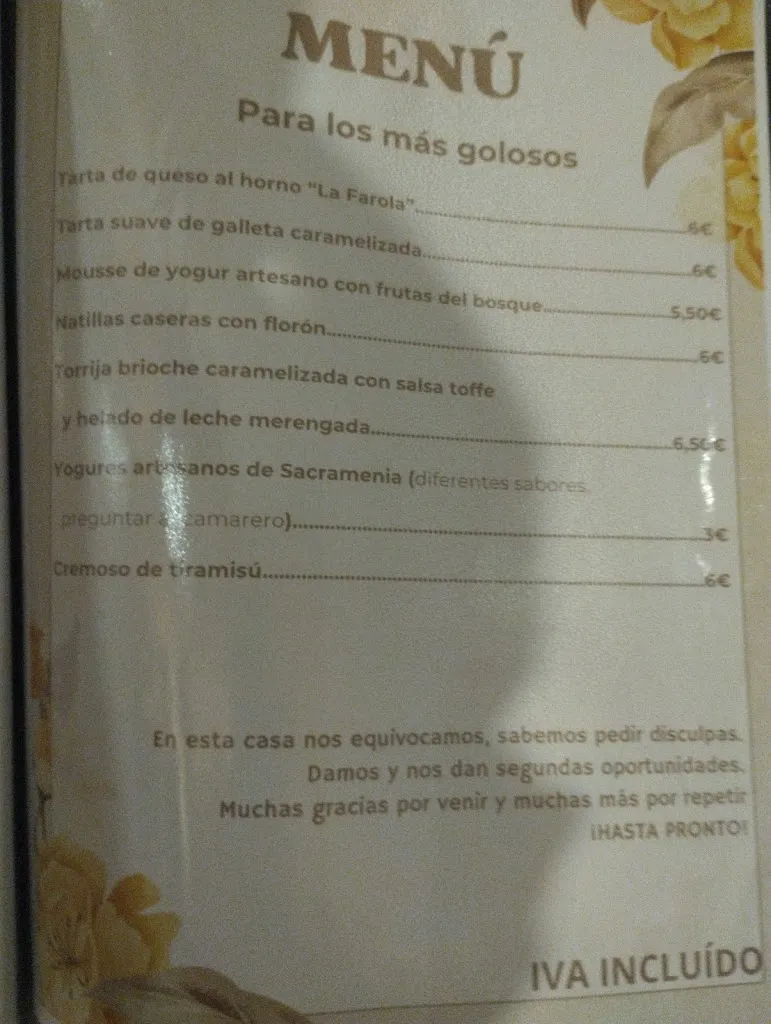 MENÚ
Para los más golosos
Tarta de queso al horno "La Farola"........6€
Tarta suave de galleta caramelizada........6€
Mousse de yogur artesano con frutas del bosque........5,50€
Natillas caseras con florón........6€
Torrija brioche caramelizada con salsa toffe
y helado de leche merengada........6,50€
Yogures artesanos de Sacramenia (diferentes sabores,
preguntar al camarero)........3€
Cremoso de tiramisú........6€
En esta casa nos equivocamos, sabemos pedir disculpas.
Damos y nos dan segundas oportunidades.
Muchas gracias por venir y muchas más por repetir
¡HASTA PRONTO!
IVA INCLUÍDO